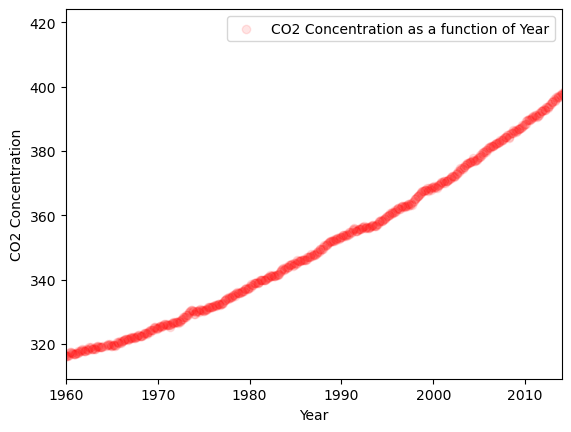 CO2 Concentration as a function of Year
420
400
380
360
340
320
CO2 Concentration
1960 1970 1980 1990 2000 2010
Year